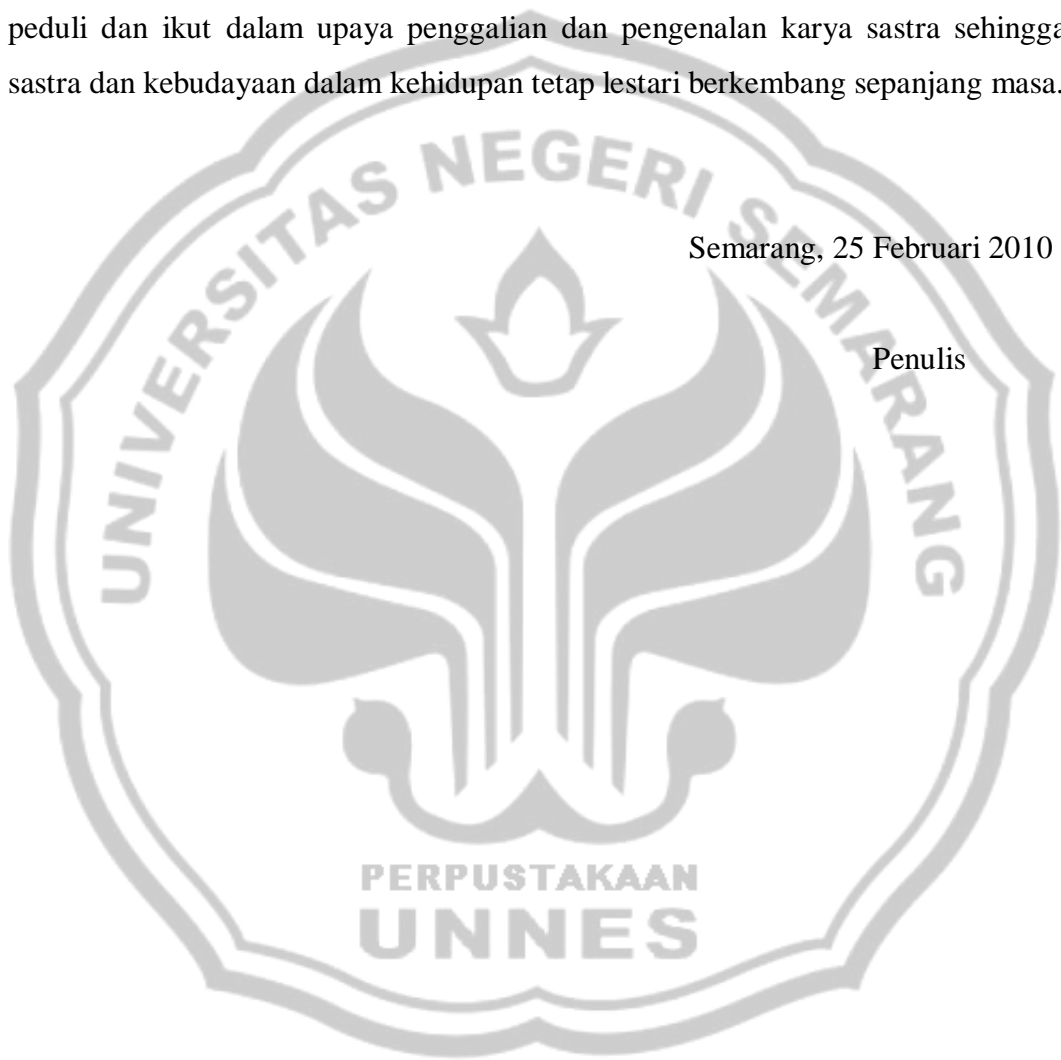 peduli dan ikut dalam upaya penggalian dan pengenalan karya sastra sehingga
sastra dan kebudayaan dalam kehidupan tetap lestari berkembang sepanjang masa.
UNIVERSITAS NEGERI SEMARANG
Semarang, 25 Februari 2010
Penulis
PERPUSTAKAAN
UNNES